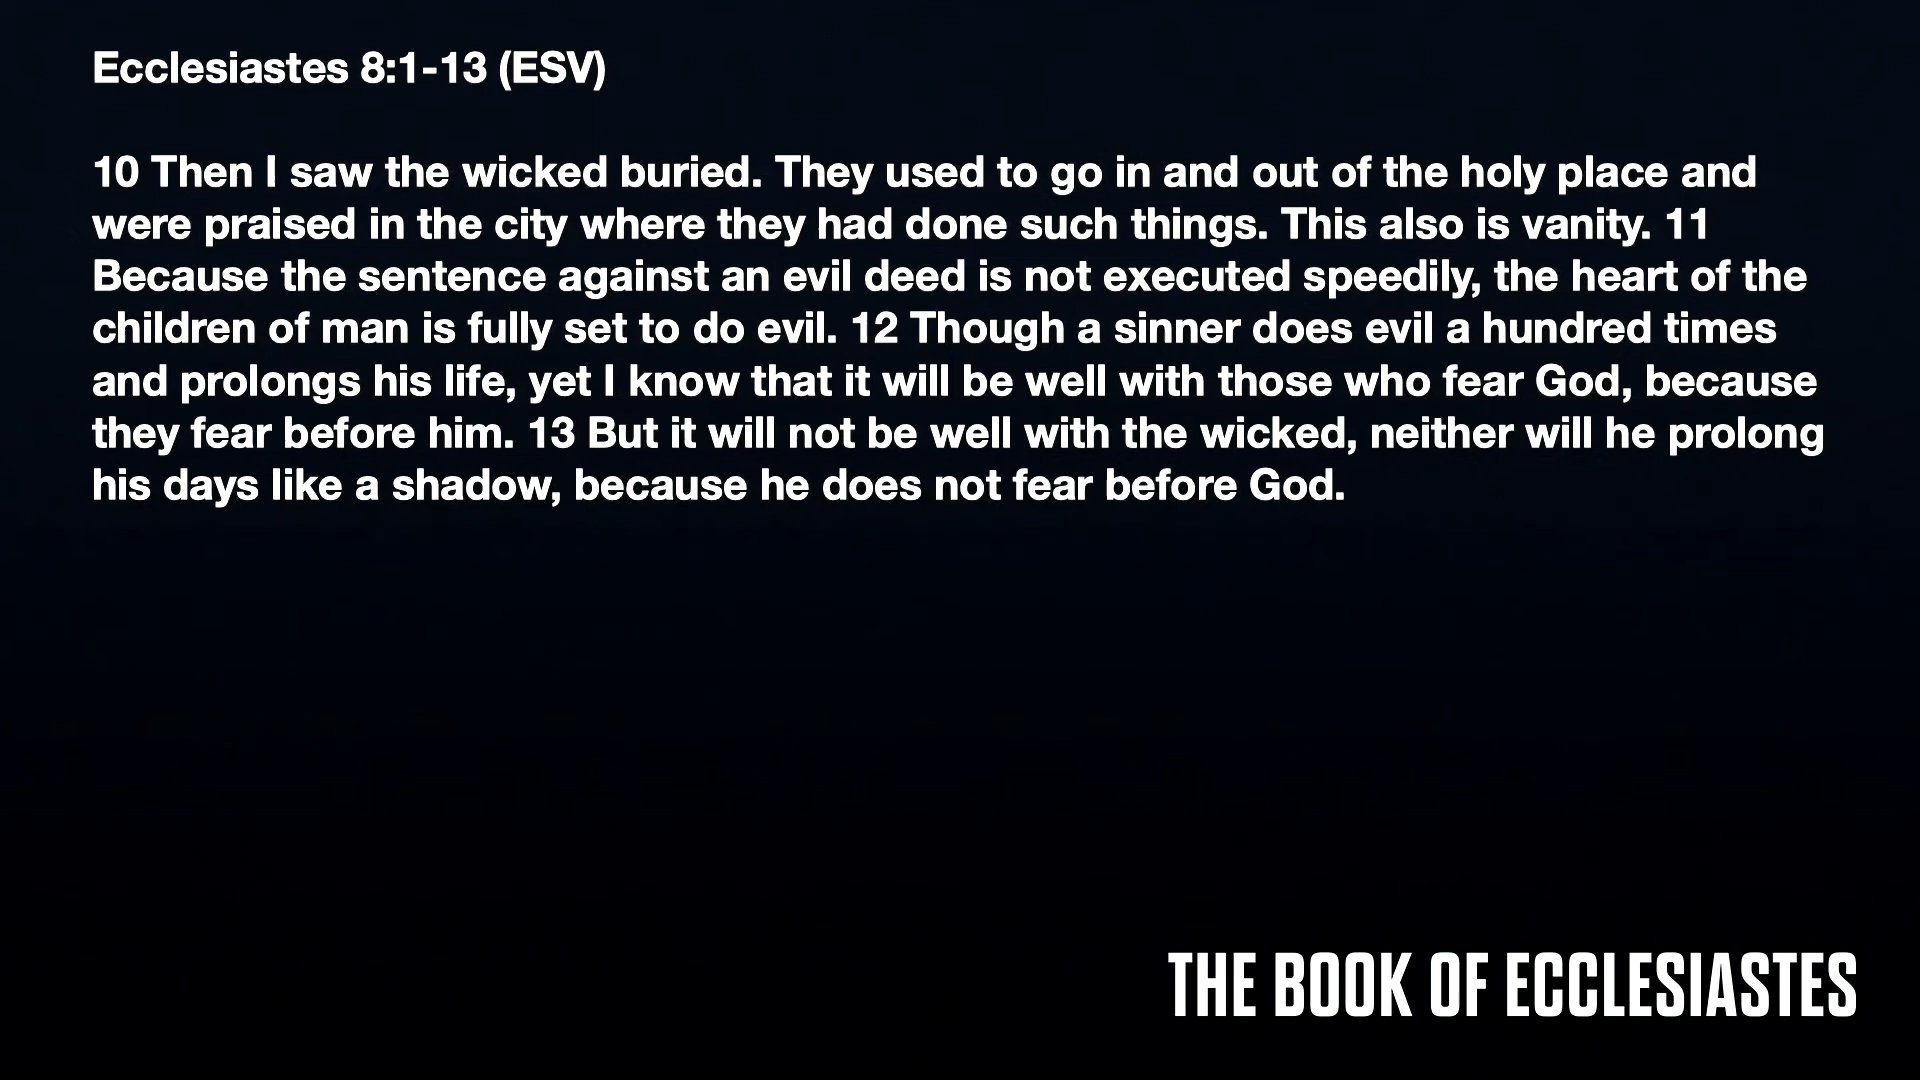 Ecclesiastes 8:1-13 (ESV)
10 Then I saw the wicked buried. They used to go in and out of the holy place and
were praised in the city where they had done such things. This also is vanity. 11
Because the sentence against an evil deed is not executed speedily, the heart of the
children of man is fully set to do evil. 12 Though a sinner does evil a hundred times
and prolongs his life, yet I know that it will be well with those who fear God, because
they fear before him. 13 But it will not be well with the wicked, neither will he prolong
his days like a shadow, because he does not fear before God.
THE BOOK OF ECCLESIASTES